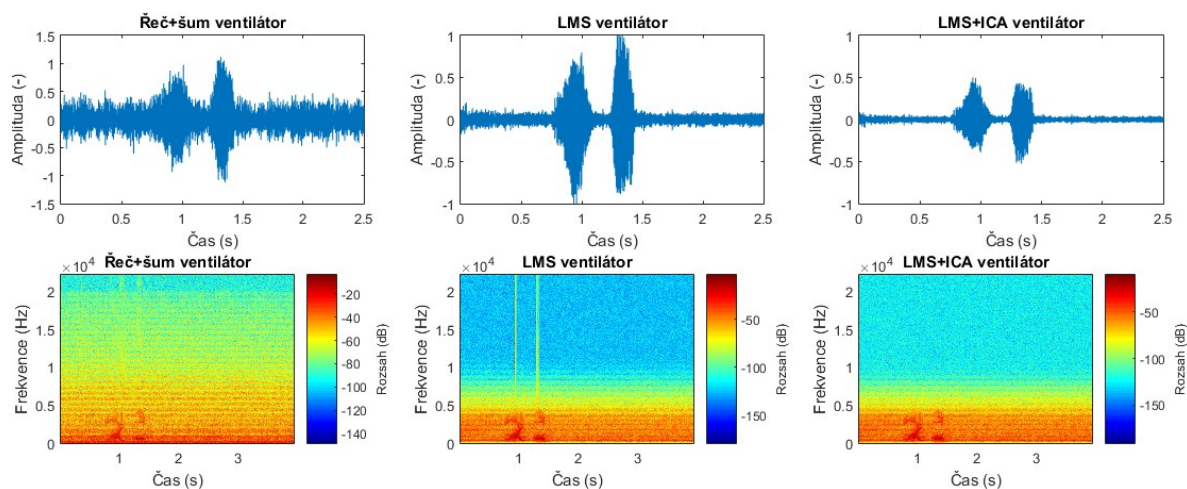 Řeč+šum ventilátor
1.5
1
0.5
0
-0.5
-1
-1.5
Amplituda (-)
0 0.5 1 1.5 2 2.5
Čas (s)
LMS ventilátor
1
0.5
0
-0.5
-1
Amplituda (-)
0 0.5 1 1.5 2 2.5
Čas (s)
LMS+ICA ventilátor
1
0.5
0
-0.5
-1
Amplituda (-)
0 0.5 1 1.5 2 2.5
Čas (s)
Řeč+šum ventilátor
× 10⁴
2
1.5
1
0.5
0
Frekvence (Hz)
1 2 3
Čas (s)
-20
-40
-60
-80
-100
-120
-140
Rozsah (dB)
LMS ventilátor
× 10⁴
2
1.5
1
0.5
0
Frekvence (Hz)
1 2 3
Čas (s)
-50
-100
-150
Rozsah (dB)
LMS+ICA ventilátor
× 10⁴
2
1.5
1
0.5
0
Frekvence (Hz)
1 2 3
Čas (s)
-50
-100
-150
Rozsah (dB)